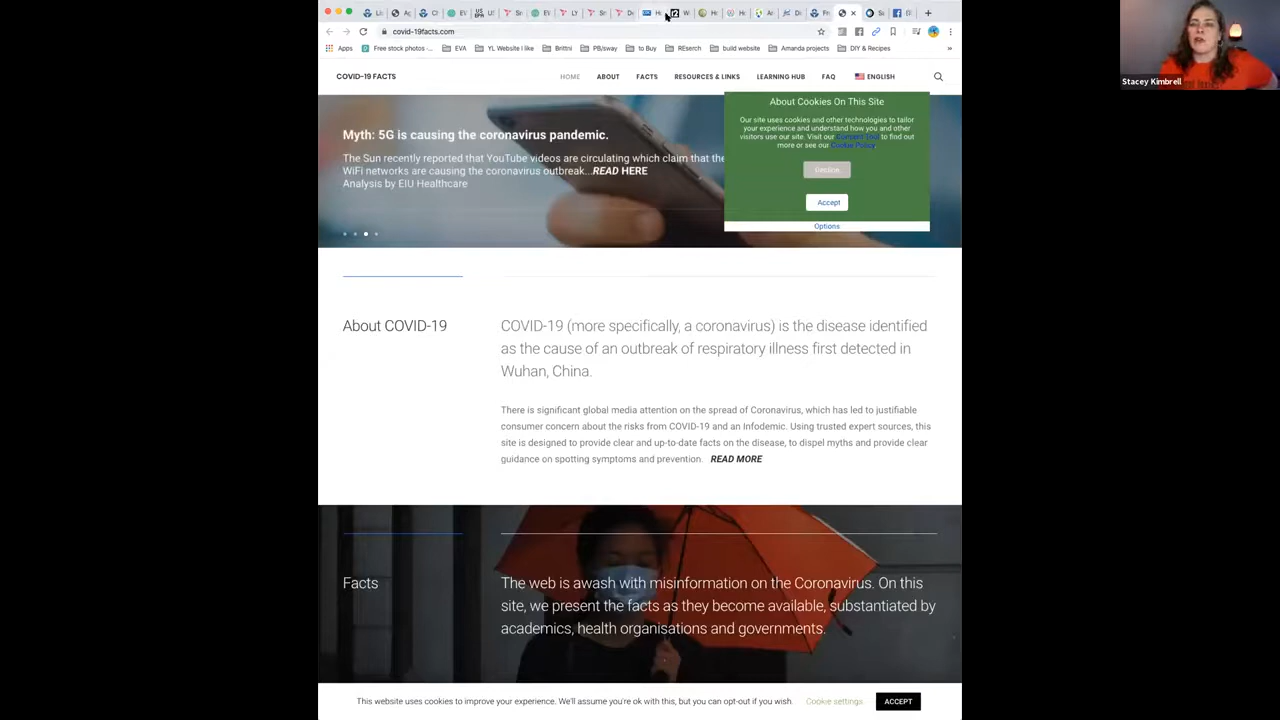 covid-19facts.com
Apps
Free stock photos -...
EVA
YL Website I like
Brittni
PB/sway
to Buy
REserch
build website
Amanda projects
DIY & Recipes
»
COVID-19 FACTS
HOME
ABOUT
FACTS
RESOURCES & LINKS
LEARNING HUB
FAQ
ENGLISH
Stacey Kimbrell
About Cookies On This Site
Our site uses cookies and other technologies to tailor
your experience and understand how you and other
visitors use our site. Visit our Consent Tool to find out
more or see our Cookie Policy.
Decline
Accept
Options
Myth: 5G is causing the coronavirus pandemic.
The Sun recently reported that YouTube videos are circulating which claim that the
WiFi networks are causing the coronavirus outbreak...READ HERE
Analysis by EIU Healthcare
About COVID-19
COVID-19 (more specifically, a coronavirus) is the disease identified
as the cause of an outbreak of respiratory illness first detected in
Wuhan, China.
There is significant global media attention on the spread of Coronavirus, which has led to justifiable
consumer concern about the risks from COVID-19 and an Infodemic. Using trusted expert sources, this
site is designed to provide clear and up-to-date facts on the disease, to dispel myths and provide clear
guidance on spotting symptoms and prevention. READ MORE
Facts
The web is awash with misinformation on the Coronavirus. On this
site, we present the facts as they become available, substantiated by
academics, health organisations and governments.
This website uses cookies to improve your experience. We'll assume you're ok with this, but you can opt-out if you wish.
Cookie settings
ACCEPT